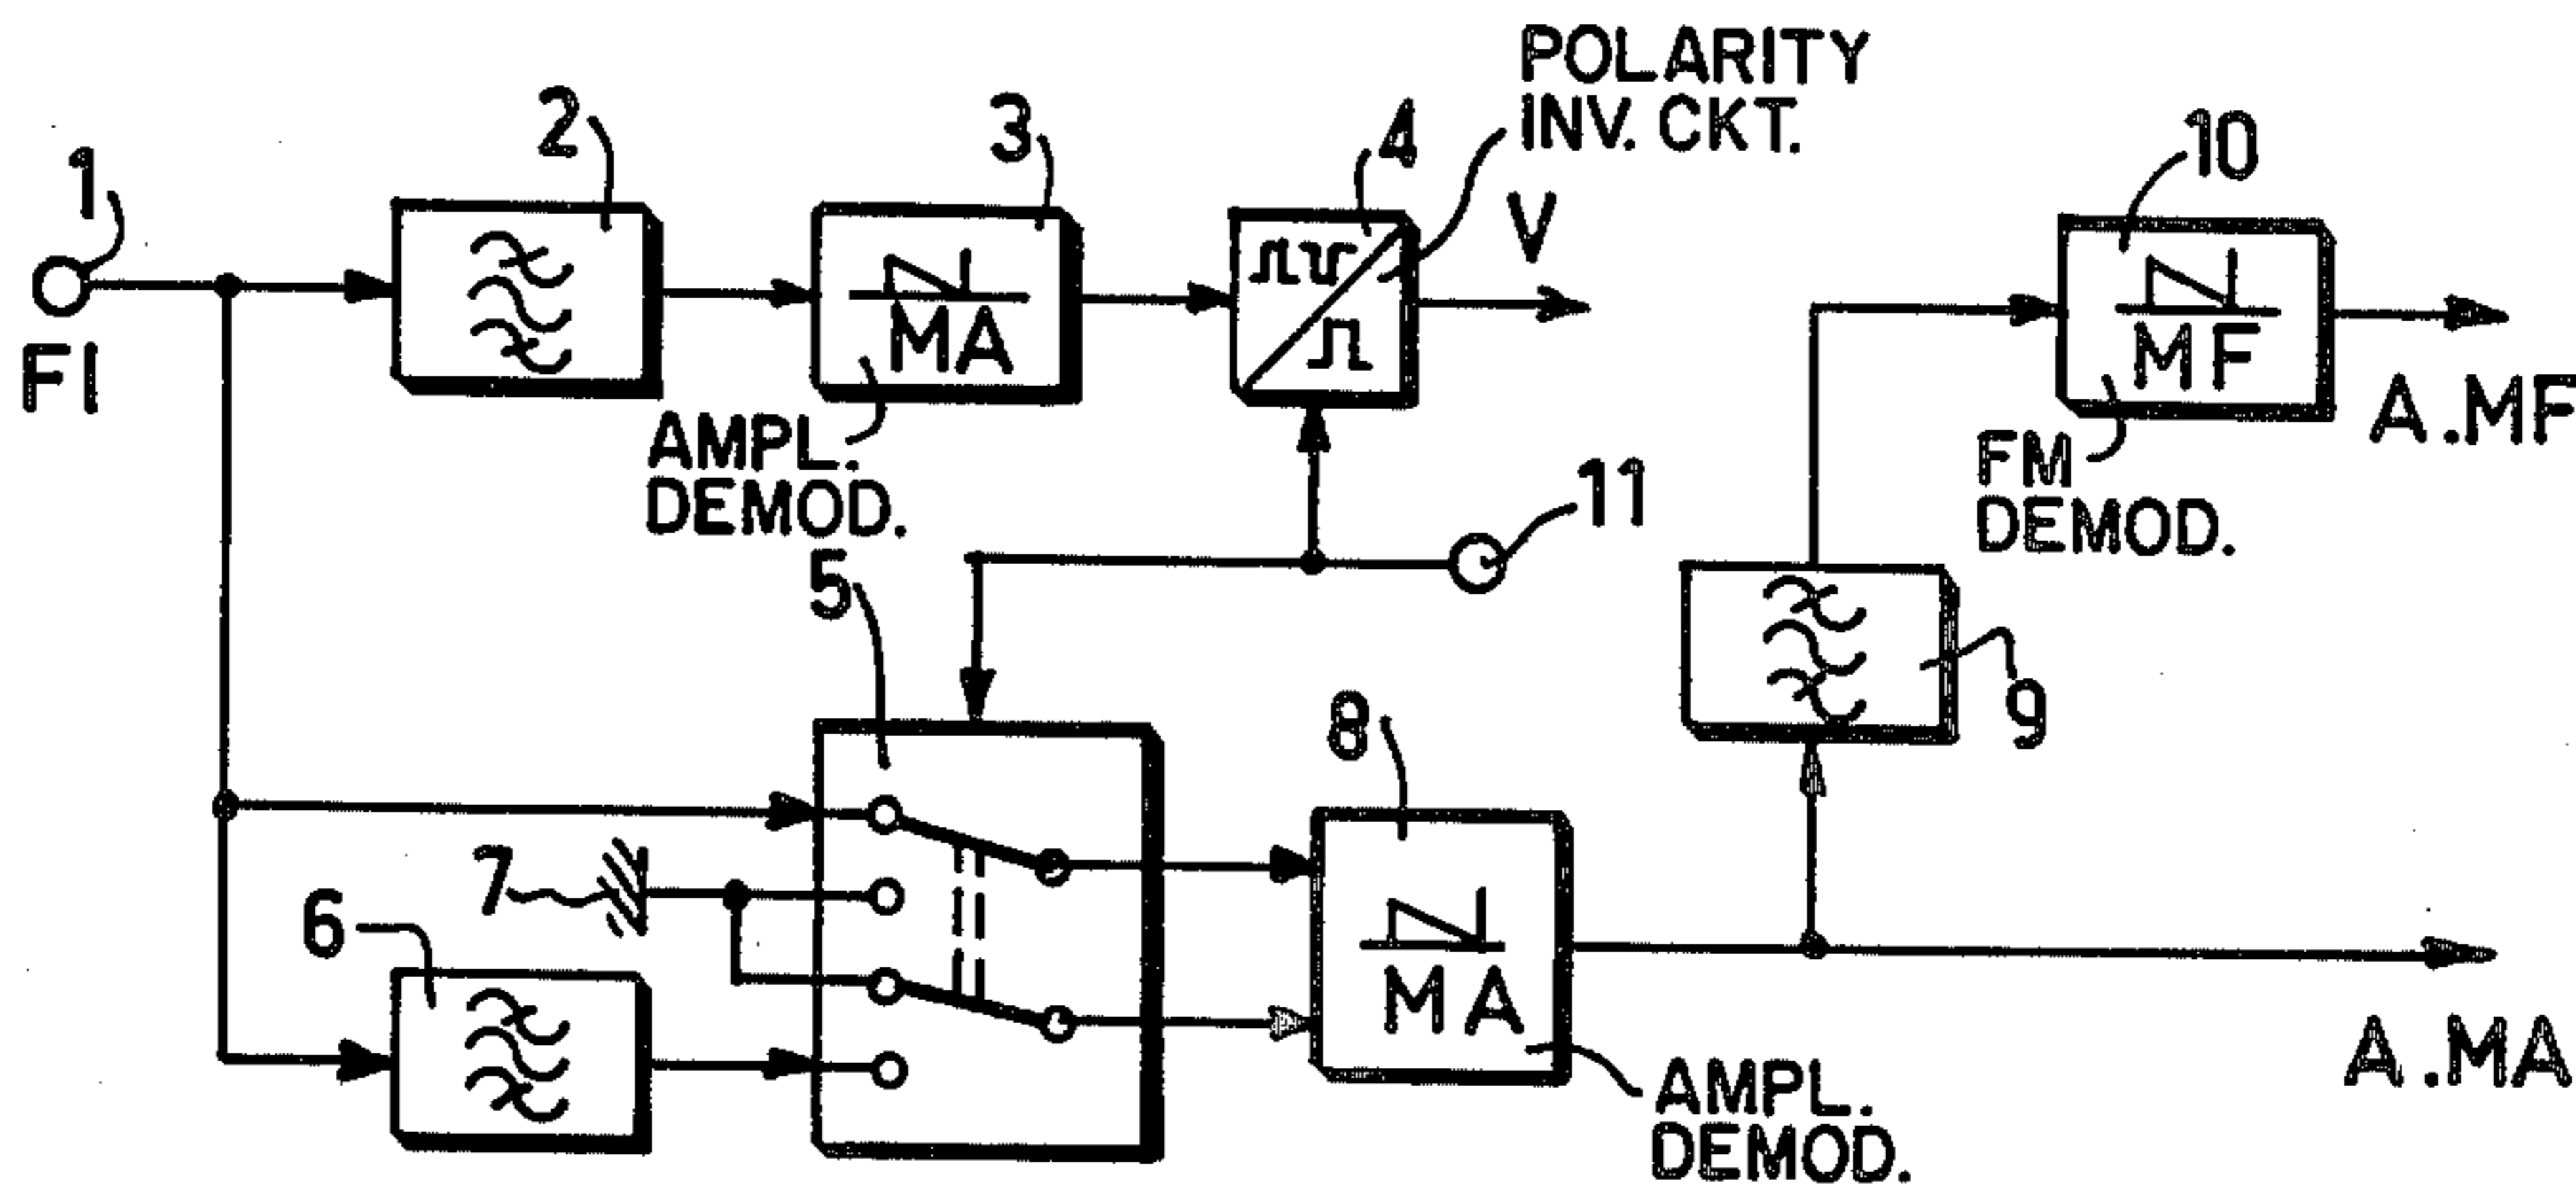 POLARITY
INV. CKT.
1
2
3
4
10
V
FI
MA
MF
A.MF
AMPL.
DEMOD.
FM
DEMOD.
11
5
9
8
7
6
MA
A.MA
AMPL.
DEMOD.